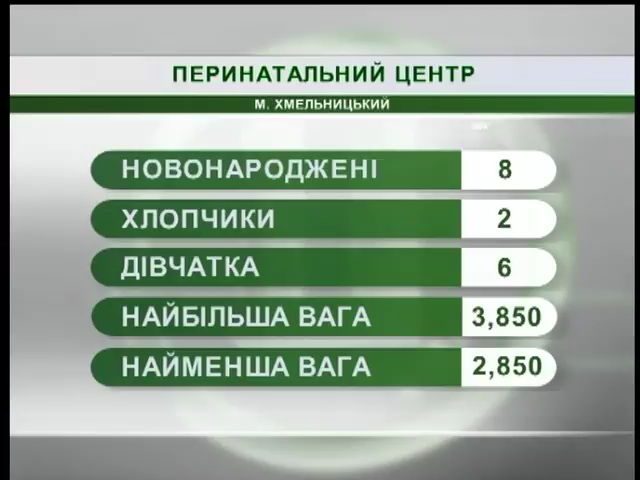 ПЕРИНАТАЛЬНИЙ ЦЕНТР
М. ХМЕЛЬНИЦЬКИЙ
НОВОНАРОДЖЕНІ 8
ХЛОПЧИКИ 2
ДІВЧАТКА 6
НАЙБІЛЬША ВАГА 3,850
НАЙМЕНША ВАГА 2,850